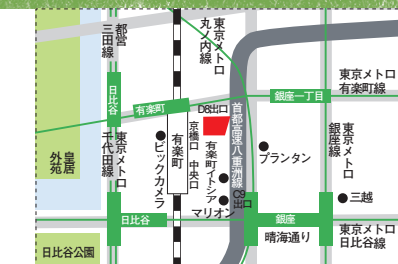 都営
三田線
東京メトロ
丸ノ内線
東京メトロ
有楽町線
日比谷
有楽町
D8出口
銀座一丁目
首都高速八重洲線
京橋口
中央口
有楽町
有楽町イトシア
ビックカメラ
東京メトロ
千代田線
皇居
外苑
プランタン
東京メトロ
銀座線
C9
出口
三越
マリオン
日比谷
銀座
晴海通り
東京メトロ
日比谷線
日比谷公園